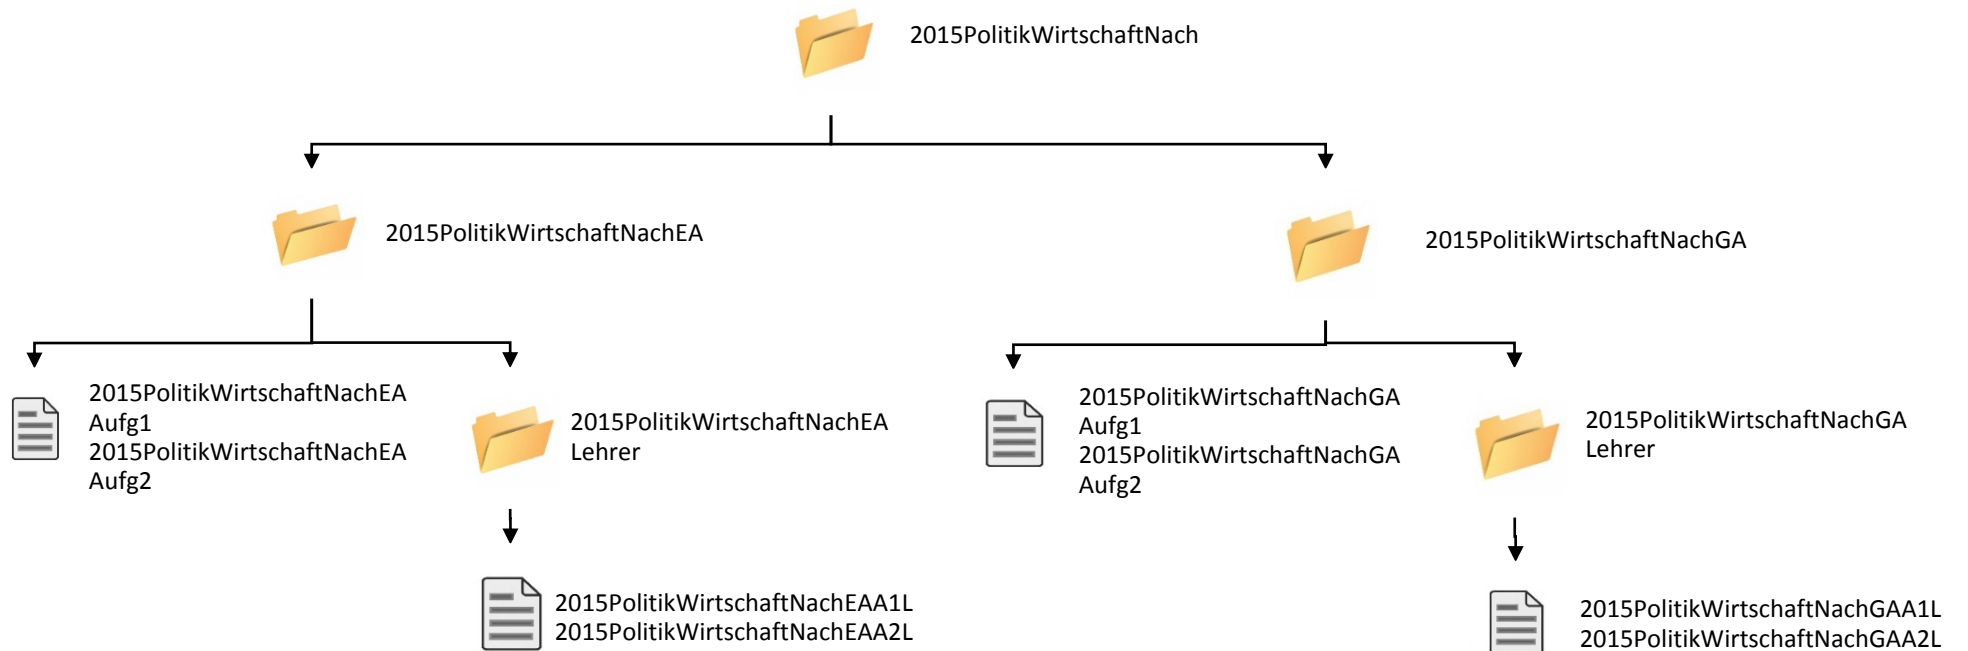 2015PolitikWirtschaftNach
2015PolitikWirtschaftNachEA
2015PolitikWirtschaftNachGA
2015PolitikWirtschaftNachEA
Aufg1
2015PolitikWirtschaftNachEA
Aufg2
2015PolitikWirtschaftNachEA
Lehrer
2015PolitikWirtschaftNachGA
Aufg1
2015PolitikWirtschaftNachGA
Aufg2
2015PolitikWirtschaftNachGA
Lehrer
2015PolitikWirtschaftNachEAA1L
2015PolitikWirtschaftNachEAA2L
2015PolitikWirtschaftNachGAA1L
2015PolitikWirtschaftNachGAA2L